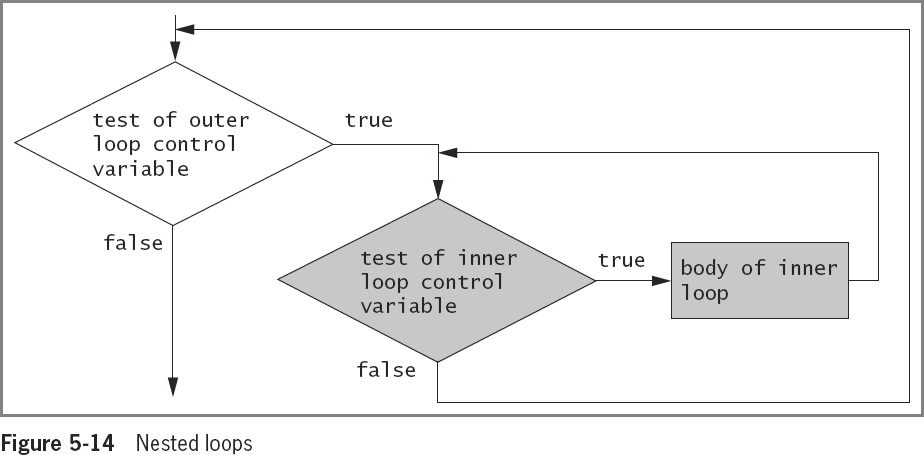 test of outer
loop control
variable
true
false
test of inner
loop control
variable
true
body of inner
loop
false
Figure 5-14 Nested loops